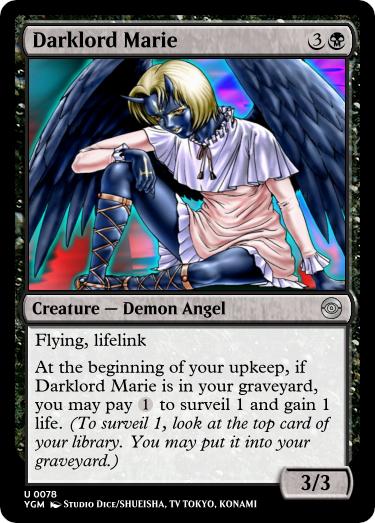 Darklord Marie 3
Creature — Demon Angel
Flying, lifelink
At the beginning of your upkeep, if
Darklord Marie is in your graveyard,
you may pay 1 to surveil 1 and gain 1
life. (To surveil 1, look at the top card of
your library. You may put it into your
graveyard.)
3/3
U 0078
YGM Studio Dice/SHUEISHA, TV TOKYO, KONAMI